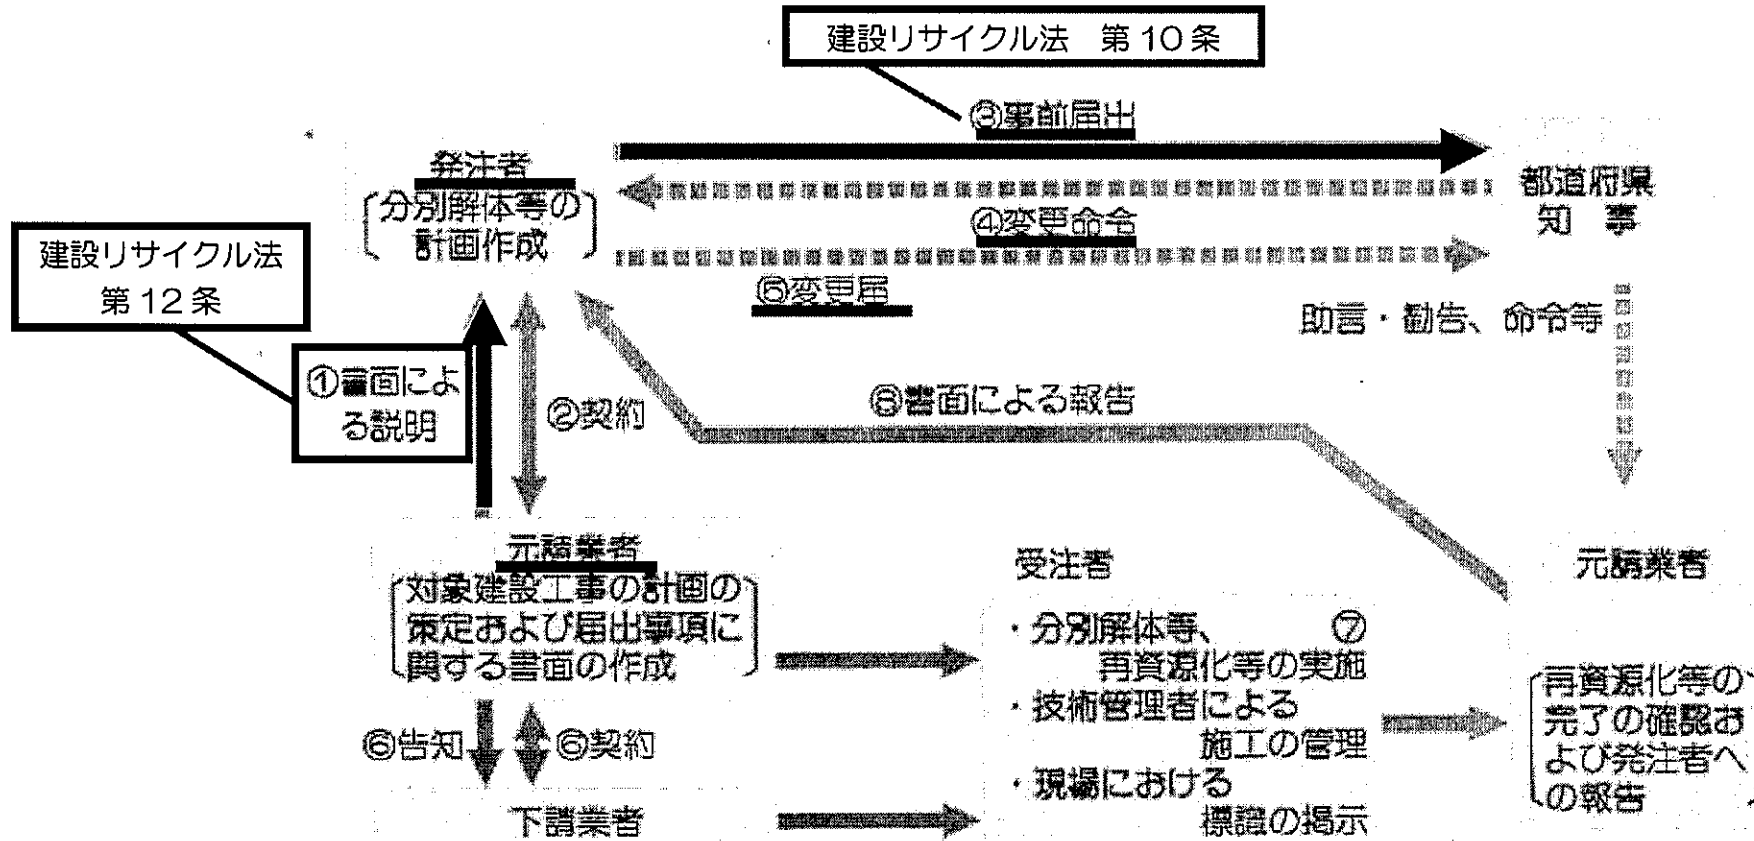 建設リサイクル法　第10条
③事前届出
発注者
分別解体等の
計画作成
都道府県
知　事
④変更命令
⑤変更届
建設リサイクル法
第12条
助言・勧告、命令等
①書面によ
る説明
②契約
⑧書面による報告
元請業者
対象建設工事の計画の
策定および届出事項に
関する書面の作成
受注者
・分別解体等、　⑦
再資源化等の実施
・技術管理者による
施工の管理
・現場における
標識の掲示
元請業者
再資源化等の
完了の確認お
よび発注者へ
の報告
⑥告知
⑥契約
下請業者